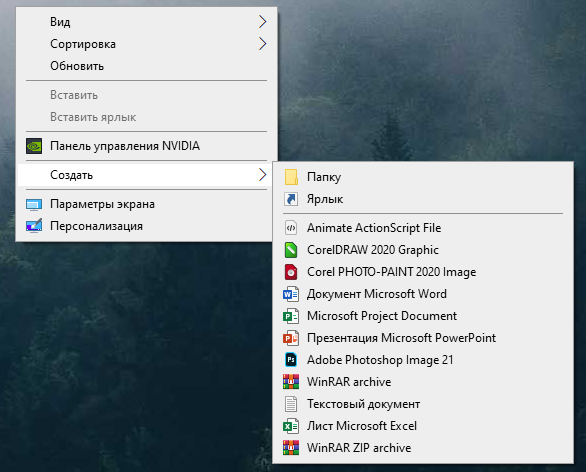 Вид
Сортировка
Обновить
Вставить
Вставить ярлык
Панель управления NVIDIA
Создать
Параметры экрана
Персонализация
Папку
Ярлык
Animate ActionScript File
CorelDRAW 2020 Graphic
Corel PHOTO-PAINT 2020 Image
Документ Microsoft Word
Microsoft Project Document
Презентация Microsoft PowerPoint
Adobe Photoshop Image 21
WinRAR archive
Текстовый документ
Лист Microsoft Excel
WinRAR ZIP archive